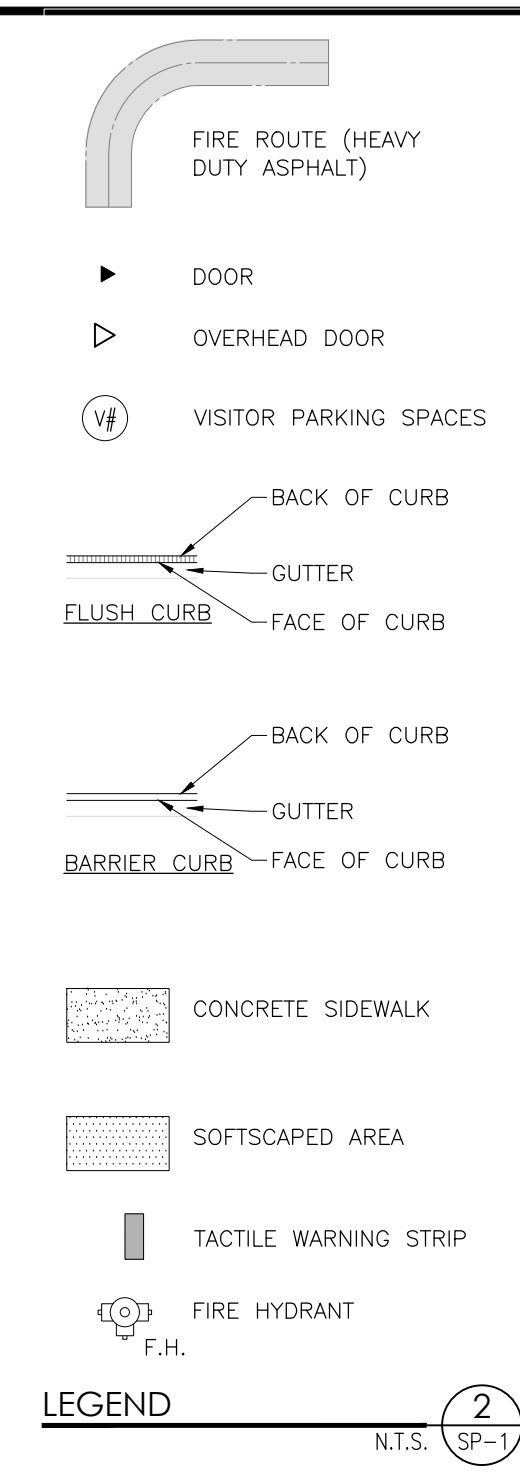 FIRE ROUTE (HEAVY
DUTY ASPHALT)
DOOR
OVERHEAD DOOR
V#
VISITOR PARKING SPACES
BACK OF CURB
GUTTER
FLUSH CURB
FACE OF CURB
BACK OF CURB
GUTTER
BARRIER CURB
FACE OF CURB
CONCRETE SIDEWALK
SOFTSCAPED AREA
TACTILE WARNING STRIP
FIRE HYDRANT
F.H.
LEGEND
2
N.T.S.
SP-1